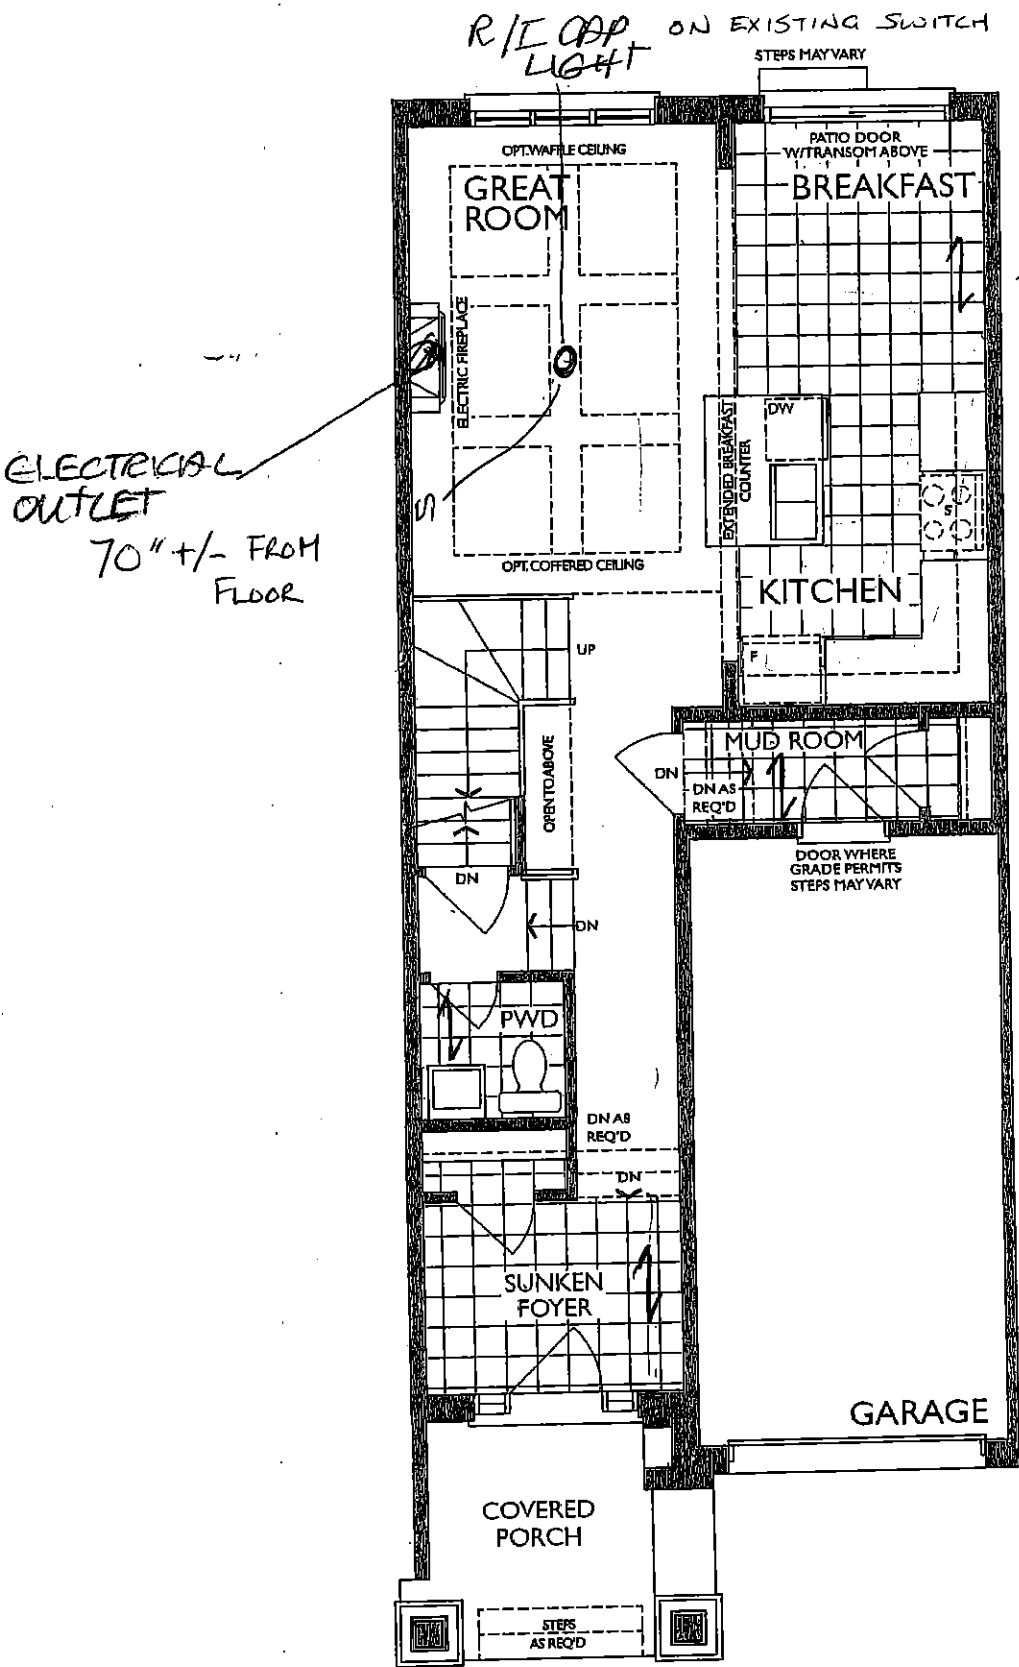 R/I CAP ON EXISTING SWITCH
LIGHT
STEPS MAY VARY
OPT. WAFFLE CEILING
PATIO DOOR
W/TRANSOM ABOVE
GREAT
ROOM
BREAKFAST
ELECTRIC FIREPLACE
ELECTRICAL
OUTLET
70" +/- FROM
FLOOR
S
EXTENDED BREAKFAST
COUNTER
DW
S
OPT. COFFERED CEILING
KITCHEN
F
UP
OPEN TO ABOVE
MUD ROOM
DN
DN AS
REQ'D
DOOR WHERE
GRADE PERMITS
STEPS MAY VARY
DN
DN
PWD
DN AS
REQ'D
DN
SUNKEN
FOYER
GARAGE
COVERED
PORCH
STEPS
AS REQ'D